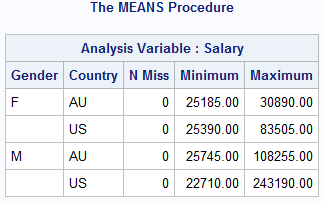 The MEANS Procedure
Analysis Variable : Salary
Gender Country N Miss Minimum Maximum
F AU 0 25185.00 30890.00
US 0 25390.00 83505.00
M AU 0 25745.00 108255.00
US 0 22710.00 243190.00